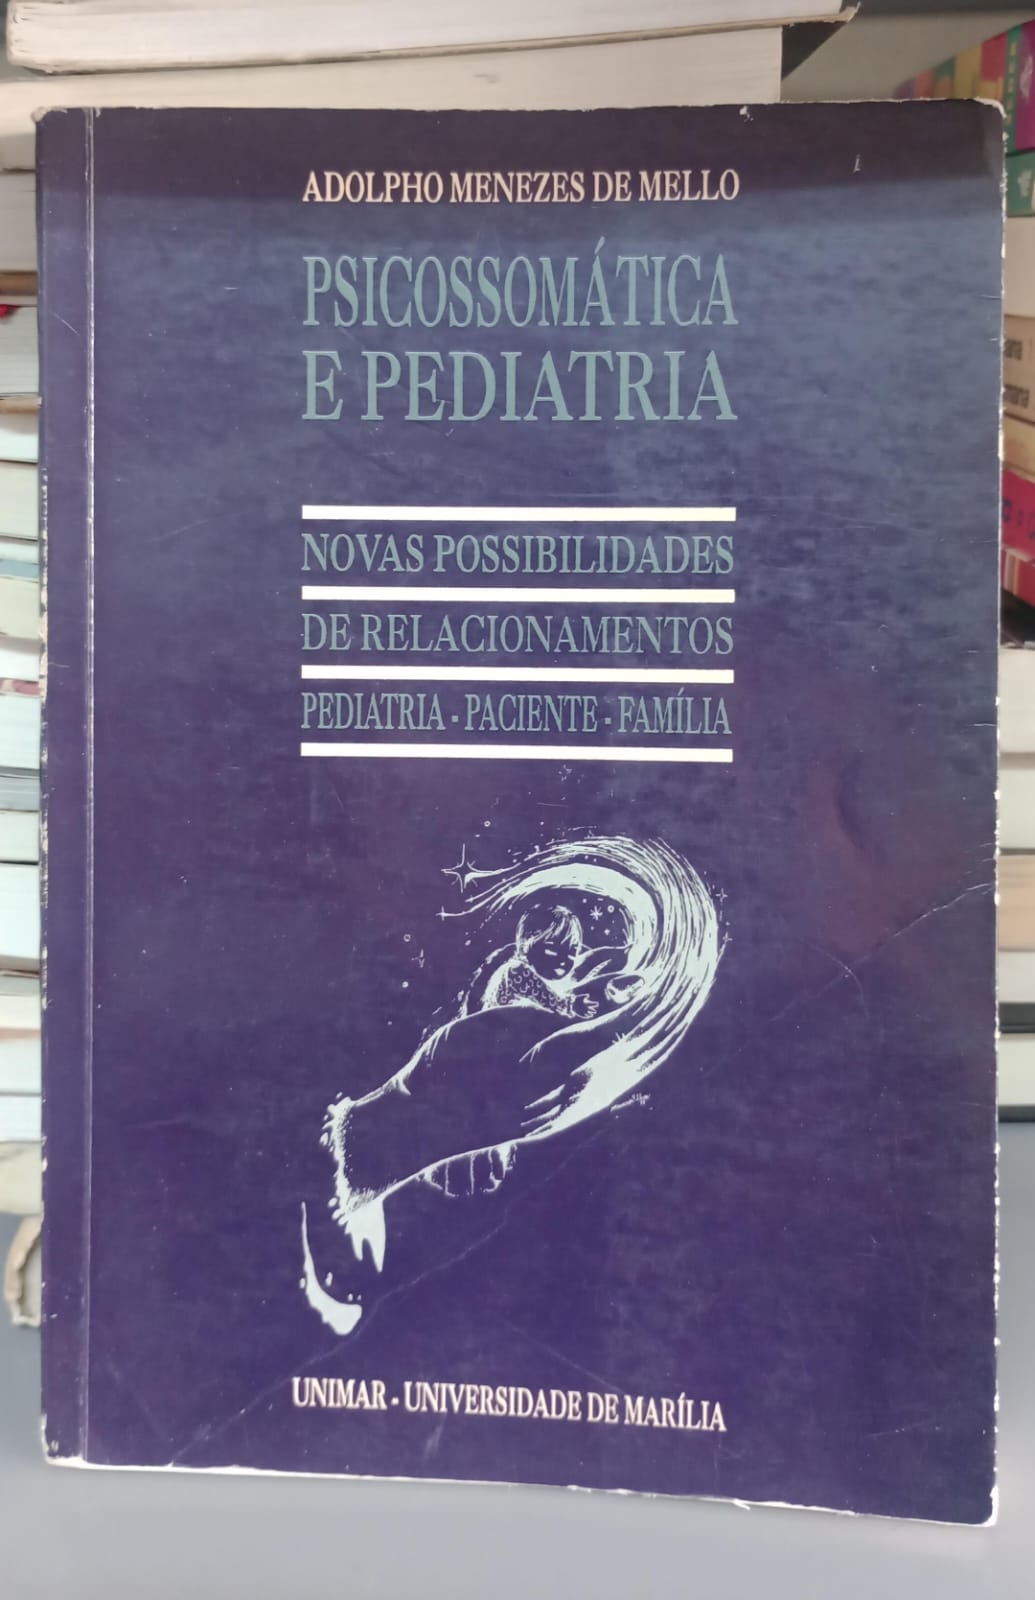 ADOLPHO MENEZES DE MELLO
PSICOSSOMÁTICA
E PEDIATRIA
NOVAS POSSIBILIDADES
DE RELACIONAMENTOS
PEDIATRIA - PACIENTE - FAMÍLIA
UNIMAR - UNIVERSIDADE DE MARÍLIA